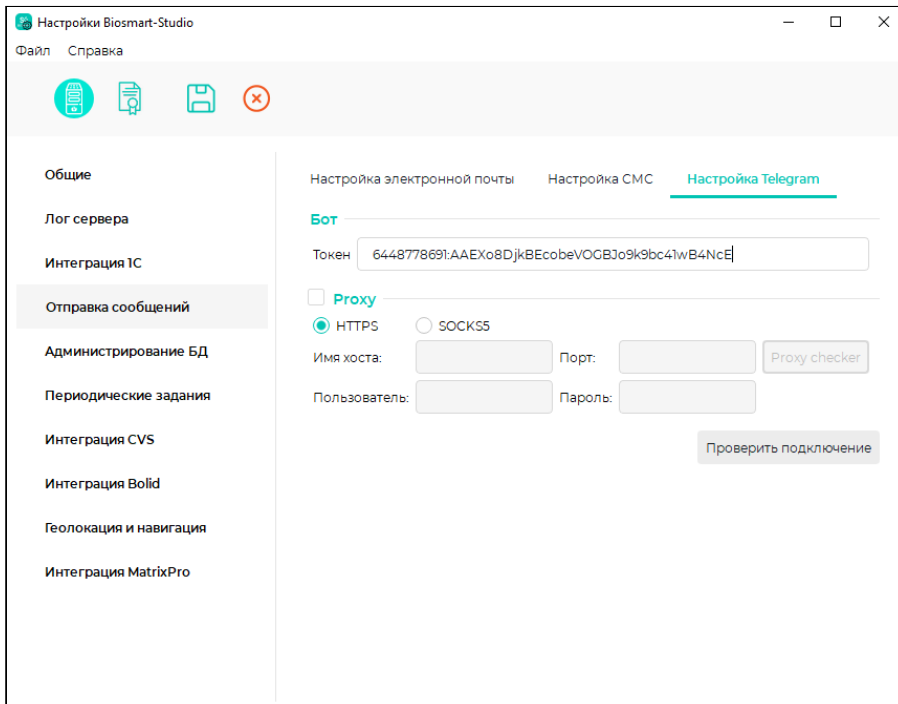 Настройки Biosmart-Studio
Файл Справка
Общие
Лог сервера
Интеграция 1С
Отправка сообщений
Администрирование БД
Периодические задания
Интеграция CVS
Интеграция Bolid
Геолокация и навигация
Интеграция MatrixPro
Настройка электронной почты Настройка СМС Настройка Telegram
Бот
Токен 6448778691:AAEXo8DjkBEcobeVOGBJo9k9bc41wB4NcE
Proxy
HTTPS SOCKS5
Имя хоста: Порт: Proxy checker
Пользователь: Пароль:
Проверить подключение